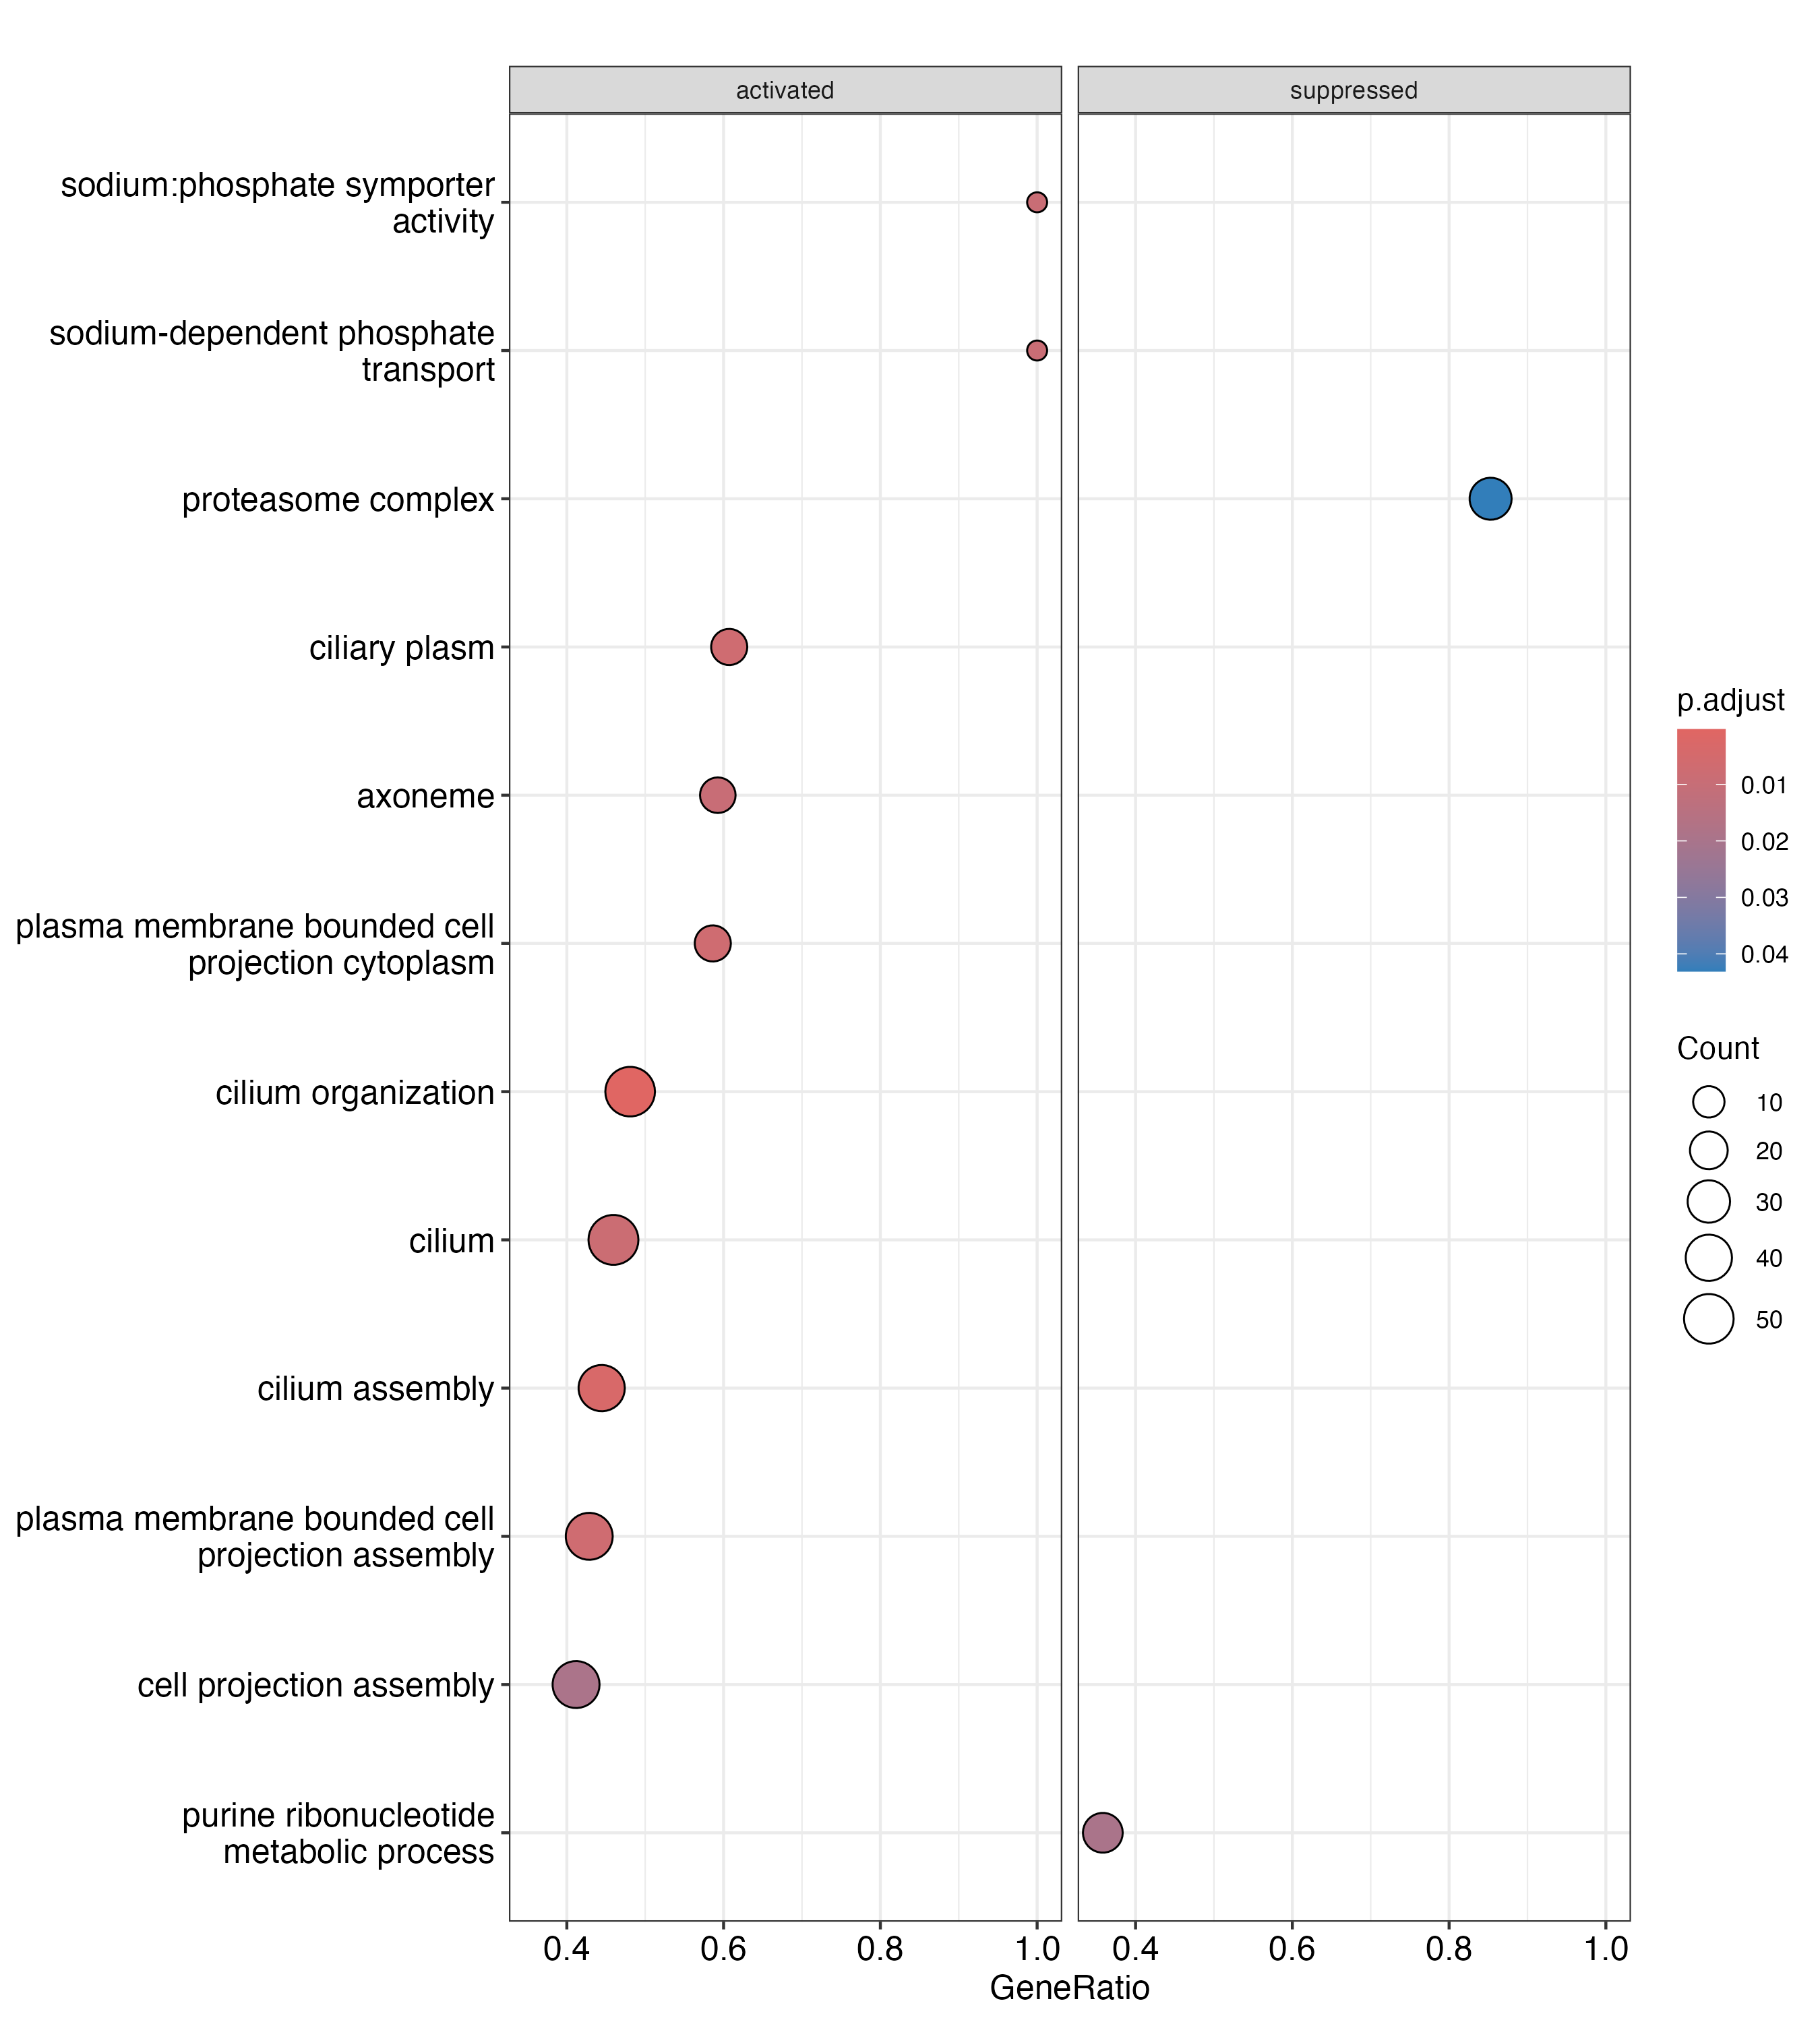 activated
suppressed
sodium:phosphate symporter
activity
sodium-dependent phosphate
transport
proteasome complex
ciliary plasm
axoneme
plasma membrane bounded cell
projection cytoplasm
cilium organization
cilium
cilium assembly
plasma membrane bounded cell
projection assembly
cell projection assembly
purine ribonucleotide
metabolic process
0.4 0.6 0.8 1.0 0.4 0.6 0.8 1.0
GeneRatio
p.adjust
0.01
0.02
0.03
0.04
Count
10
20
30
40
50